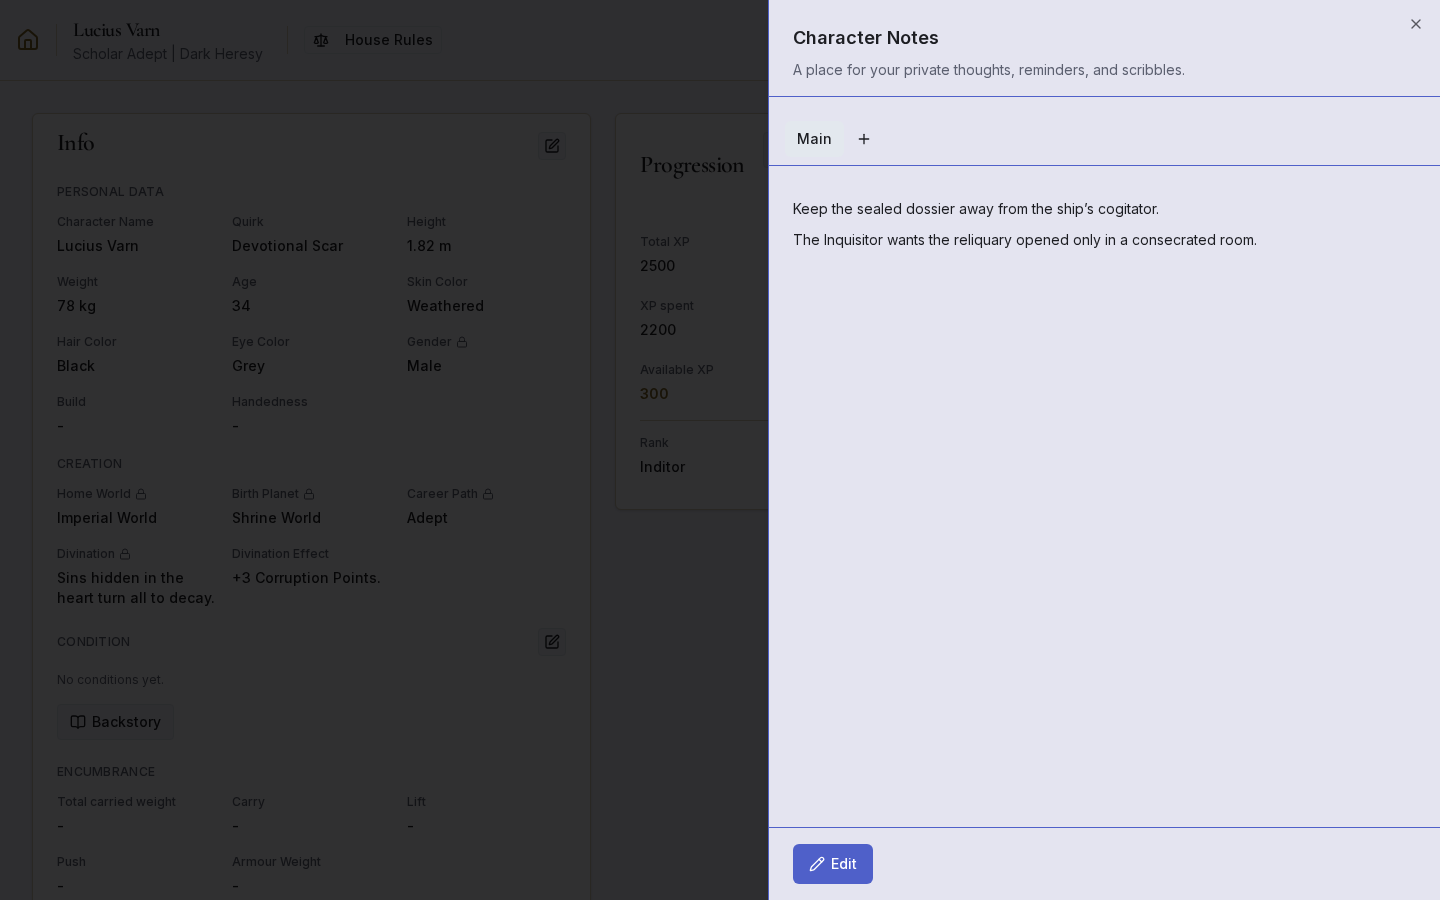 Lucius Varn
Scholar Adept | Dark Heresy
House Rules
Info
PERSONAL DATA
Character Name
Quirk
Height
Lucius Varn
Devotional Scar
1.82 m
Weight
Age
Skin Color
78 kg
34
Weathered
Hair Color
Eye Color
Gender
Black
Grey
Male
Build
Handedness
-
-
CREATION
Home World
Birth Planet
Career Path
Imperial World
Shrine World
Adept
Divination
Divination Effect
Sins hidden in the
heart turn all to decay.
+3 Corruption Points.
CONDITION
No conditions yet.
Backstory
ENCUMBRANCE
Total carried weight
Carry
Lift
-
-
-
Push
Armour Weight
-
-
Progression
Total XP
2500
XP spent
2200
Available XP
300
Rank
Inditor
Character Notes
A place for your private thoughts, reminders, and scribbles.
Main
Keep the sealed dossier away from the ship’s cogitator.
The Inquisitor wants the reliquary opened only in a consecrated room.
Edit